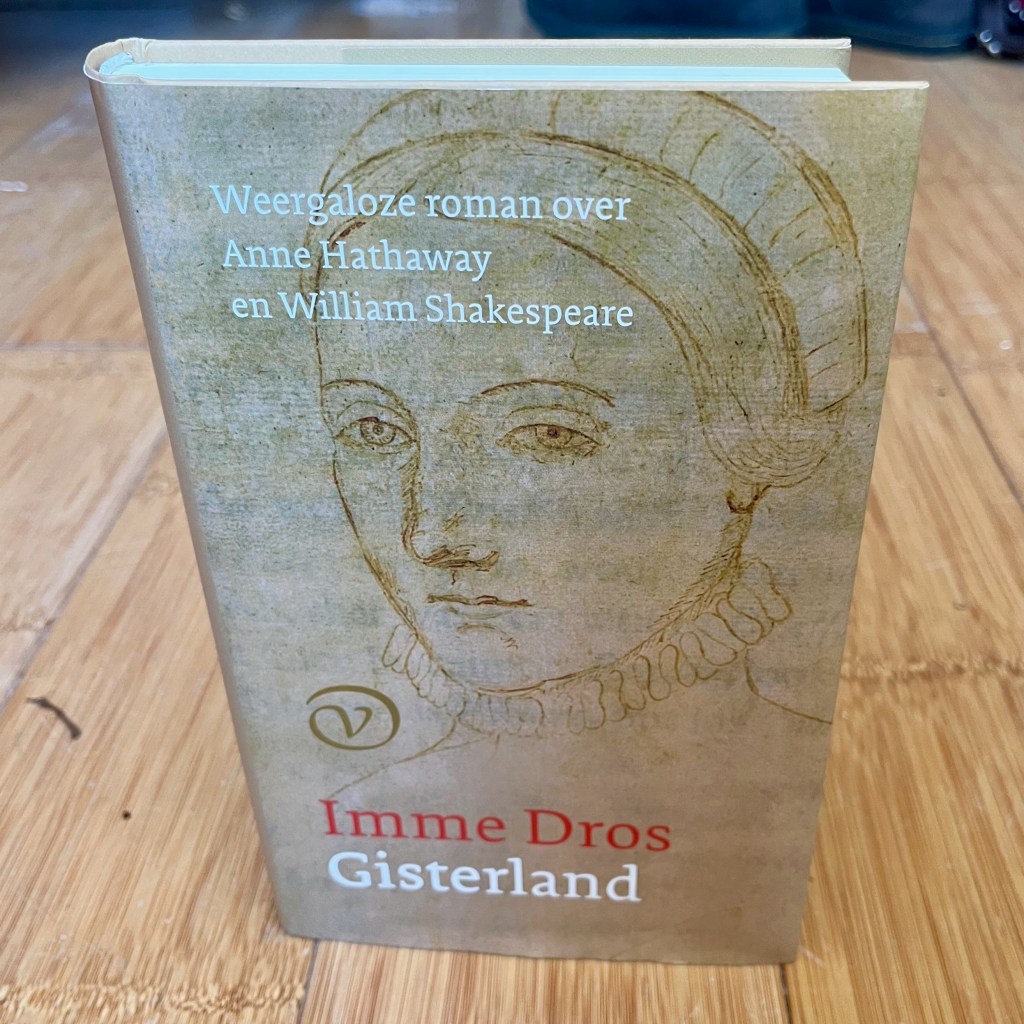 Weergaloze roman over
Anne Hathaway
en William Shakespeare
V
Imme Dros
Gisterland